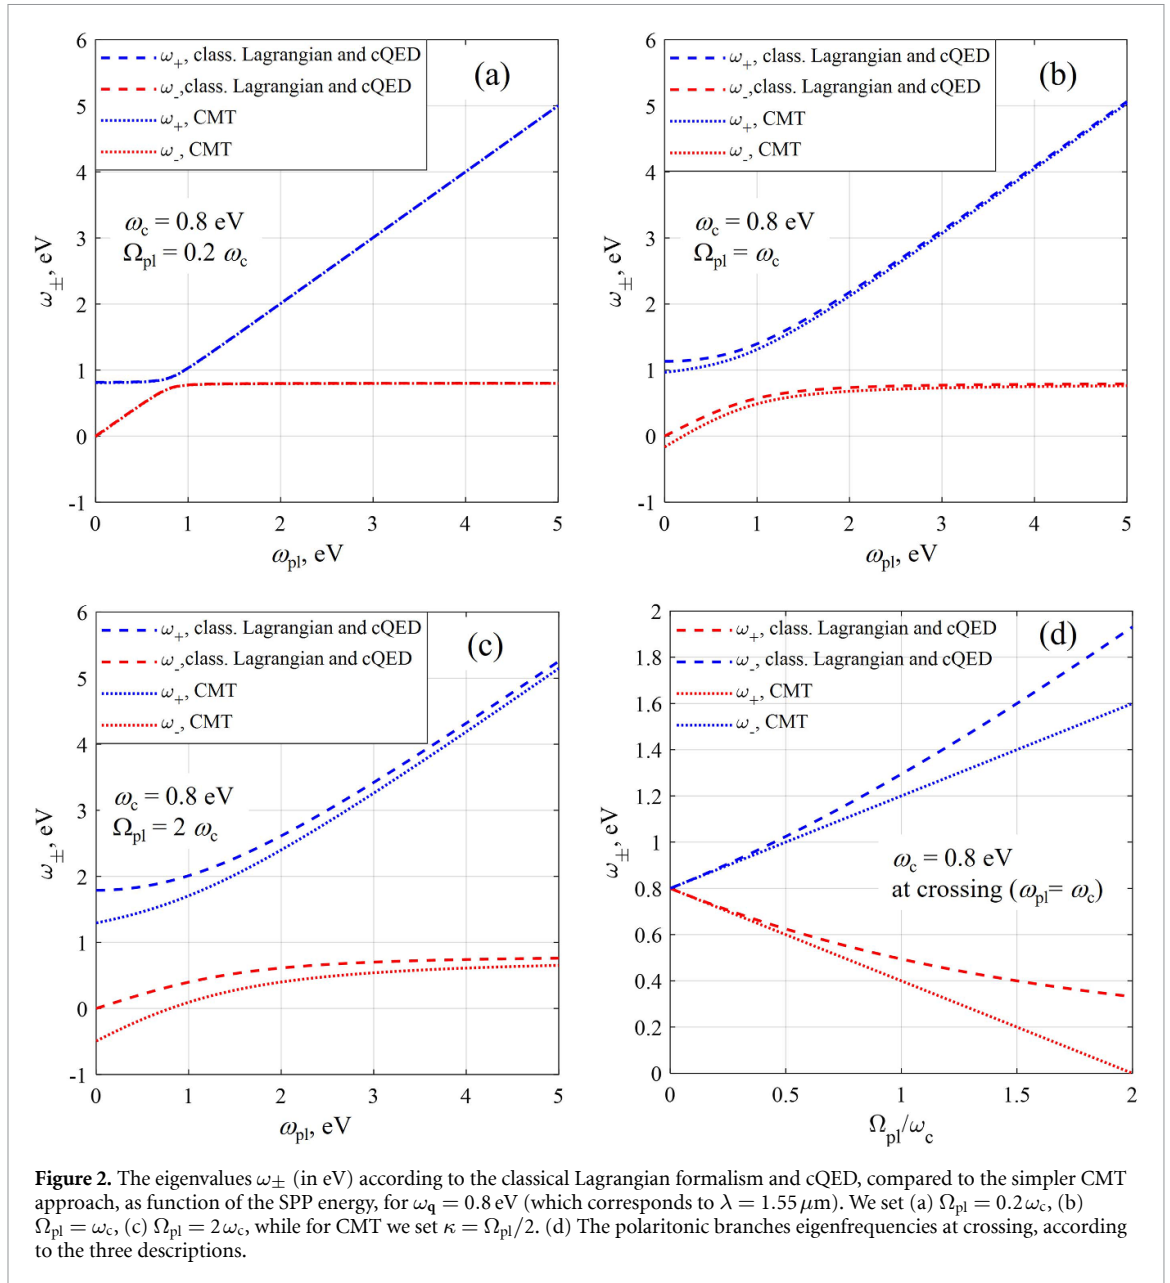 6
5
4
3
2
1
0
-1
0 1 2 3 4 5
ω±, eV
ωpl, eV
ω+, class. Lagrangian and cQED
ω-,class. Lagrangian and cQED
ω+, CMT
ω-, CMT
(a)
ωc = 0.8 eV
Ωpl = 0.2 ωc
6
5
4
3
2
1
0
-1
0 1 2 3 4 5
ω±, eV
ωpl, eV
ω+, class. Lagrangian and cQED
ω-,class. Lagrangian and cQED
ω+, CMT
ω-, CMT
(b)
ωc = 0.8 eV
Ωpl = ωc
6
5
4
3
2
1
0
-1
0 1 2 3 4 5
ω±, eV
ωpl, eV
ω+, class. Lagrangian and cQED
ω-,class. Lagrangian and cQED
ω+, CMT
ω-, CMT
(c)
ωc = 0.8 eV
Ωpl = 2 ωc
2
1.8
1.6
1.4
1.2
1
0.8
0.6
0.4
0.2
0
0 0.5 1 1.5 2
ω±, eV
Ωpl/ωc
ω+, class. Lagrangian and cQED
ω-, class. Lagrangian and cQED
ω+, CMT
ω-, CMT
(d)
ωc = 0.8 eV
at crossing (ωpl= ωc)
Figure 2. The eigenvalues ω± (in eV) according to the classical Lagrangian formalism and cQED, compared to the simpler CMT
approach, as function of the SPP energy, for ωq = 0.8 eV (which corresponds to λ = 1.55 μm). We set (a) Ωpl = 0.2ωc, (b)
Ωpl = ωc, (c) Ωpl = 2ωc, while for CMT we set κ = Ωpl/2. (d) The polaritonic branches eigenfrequencies at crossing, according
to the three descriptions.